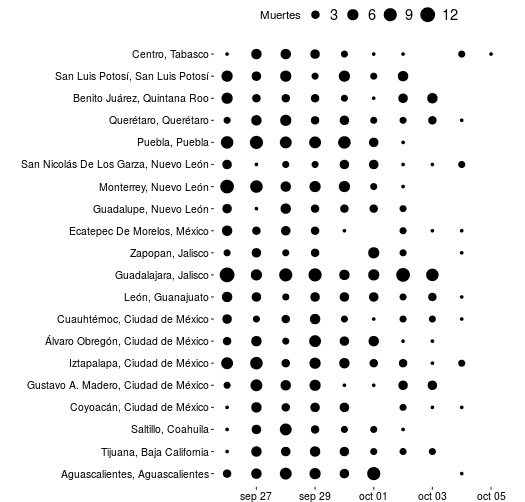 Muertes 3 6 9 12
Centro, Tabasco
San Luis Potosí, San Luis Potosí
Benito Juárez, Quintana Roo
Querétaro, Querétaro
Puebla, Puebla
San Nicolás De Los Garza, Nuevo León
Monterrey, Nuevo León
Guadalupe, Nuevo León
Ecatepec De Morelos, México
Zapopan, Jalisco
Guadalajara, Jalisco
León, Guanajuato
Cuauhtémoc, Ciudad de México
Álvaro Obregón, Ciudad de México
Iztapalapa, Ciudad de México
Gustavo A. Madero, Ciudad de México
Coyoacán, Ciudad de México
Saltillo, Coahuila
Tijuana, Baja California
Aguascalientes, Aguascalientes
sep 27 sep 29 oct 01 oct 03 oct 05